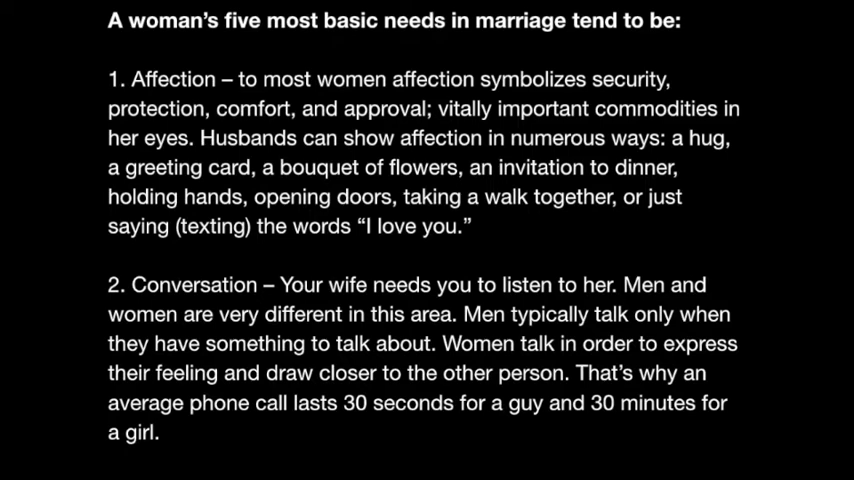 A woman’s five most basic needs in marriage tend to be:
1. Affection – to most women affection symbolizes security,
protection, comfort, and approval; vitally important commodities in
her eyes. Husbands can show affection in numerous ways: a hug,
a greeting card, a bouquet of flowers, an invitation to dinner,
holding hands, opening doors, taking a walk together, or just
saying (texting) the words “I love you.”
2. Conversation – Your wife needs you to listen to her. Men and
women are very different in this area. Men typically talk only when
they have something to talk about. Women talk in order to express
their feeling and draw closer to the other person. That’s why an
average phone call lasts 30 seconds for a guy and 30 minutes for
a girl.